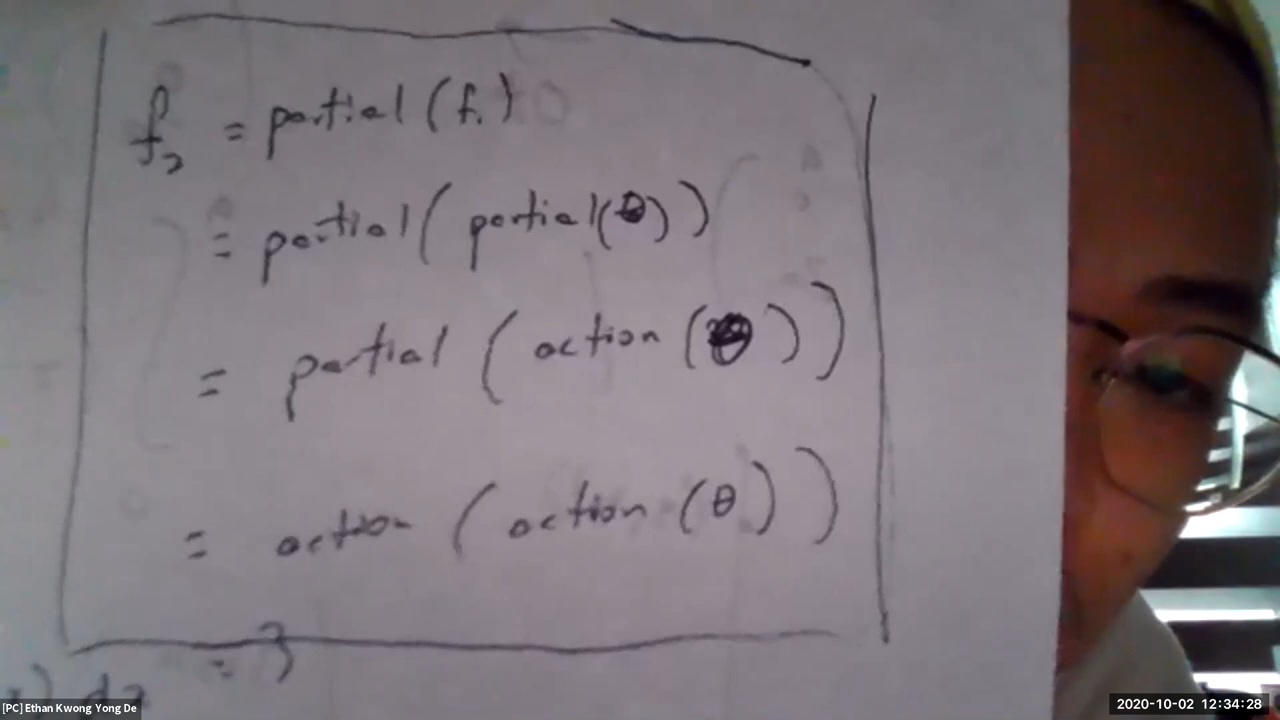 f₂ = partial (f₁)
= partial ( partial (θ) )
= partial ( action (θ) )
= action ( action (θ) )
= 3
[PC] Ethan Kwong Yong De
2020-10-02 12:34:28